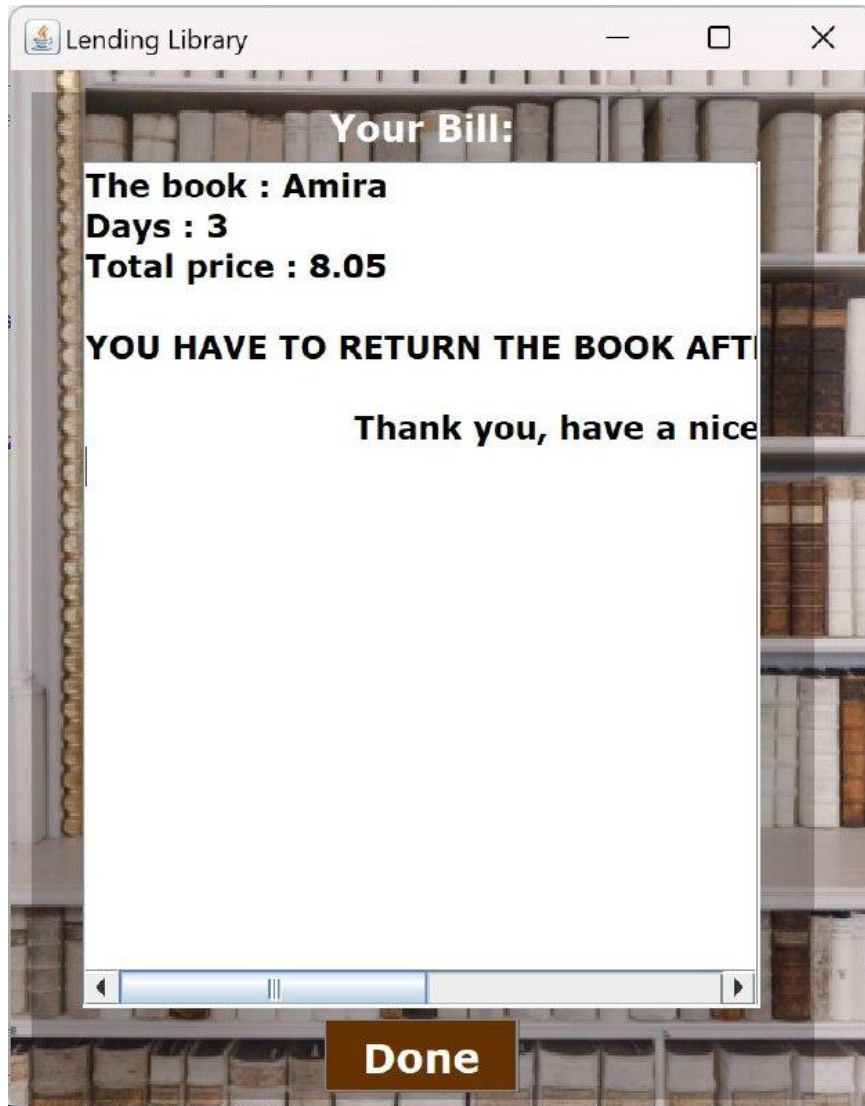 Lending Library
Your Bill:
The book : Amira
Days : 3
Total price : 8.05
YOU HAVE TO RETURN THE BOOK
Thank you, have a nice
Done